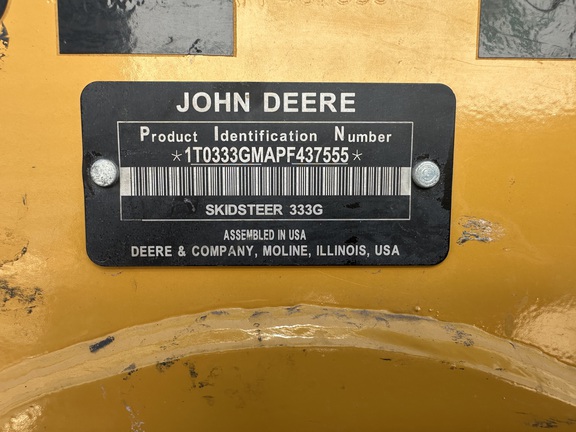 JOHN DEERE
Product Identification Number
*1T0333GMAPF437555*
SKIDSTEER 333G
ASSEMBLED IN USA
DEERE & COMPANY, MOLINE, ILLINOIS, USA